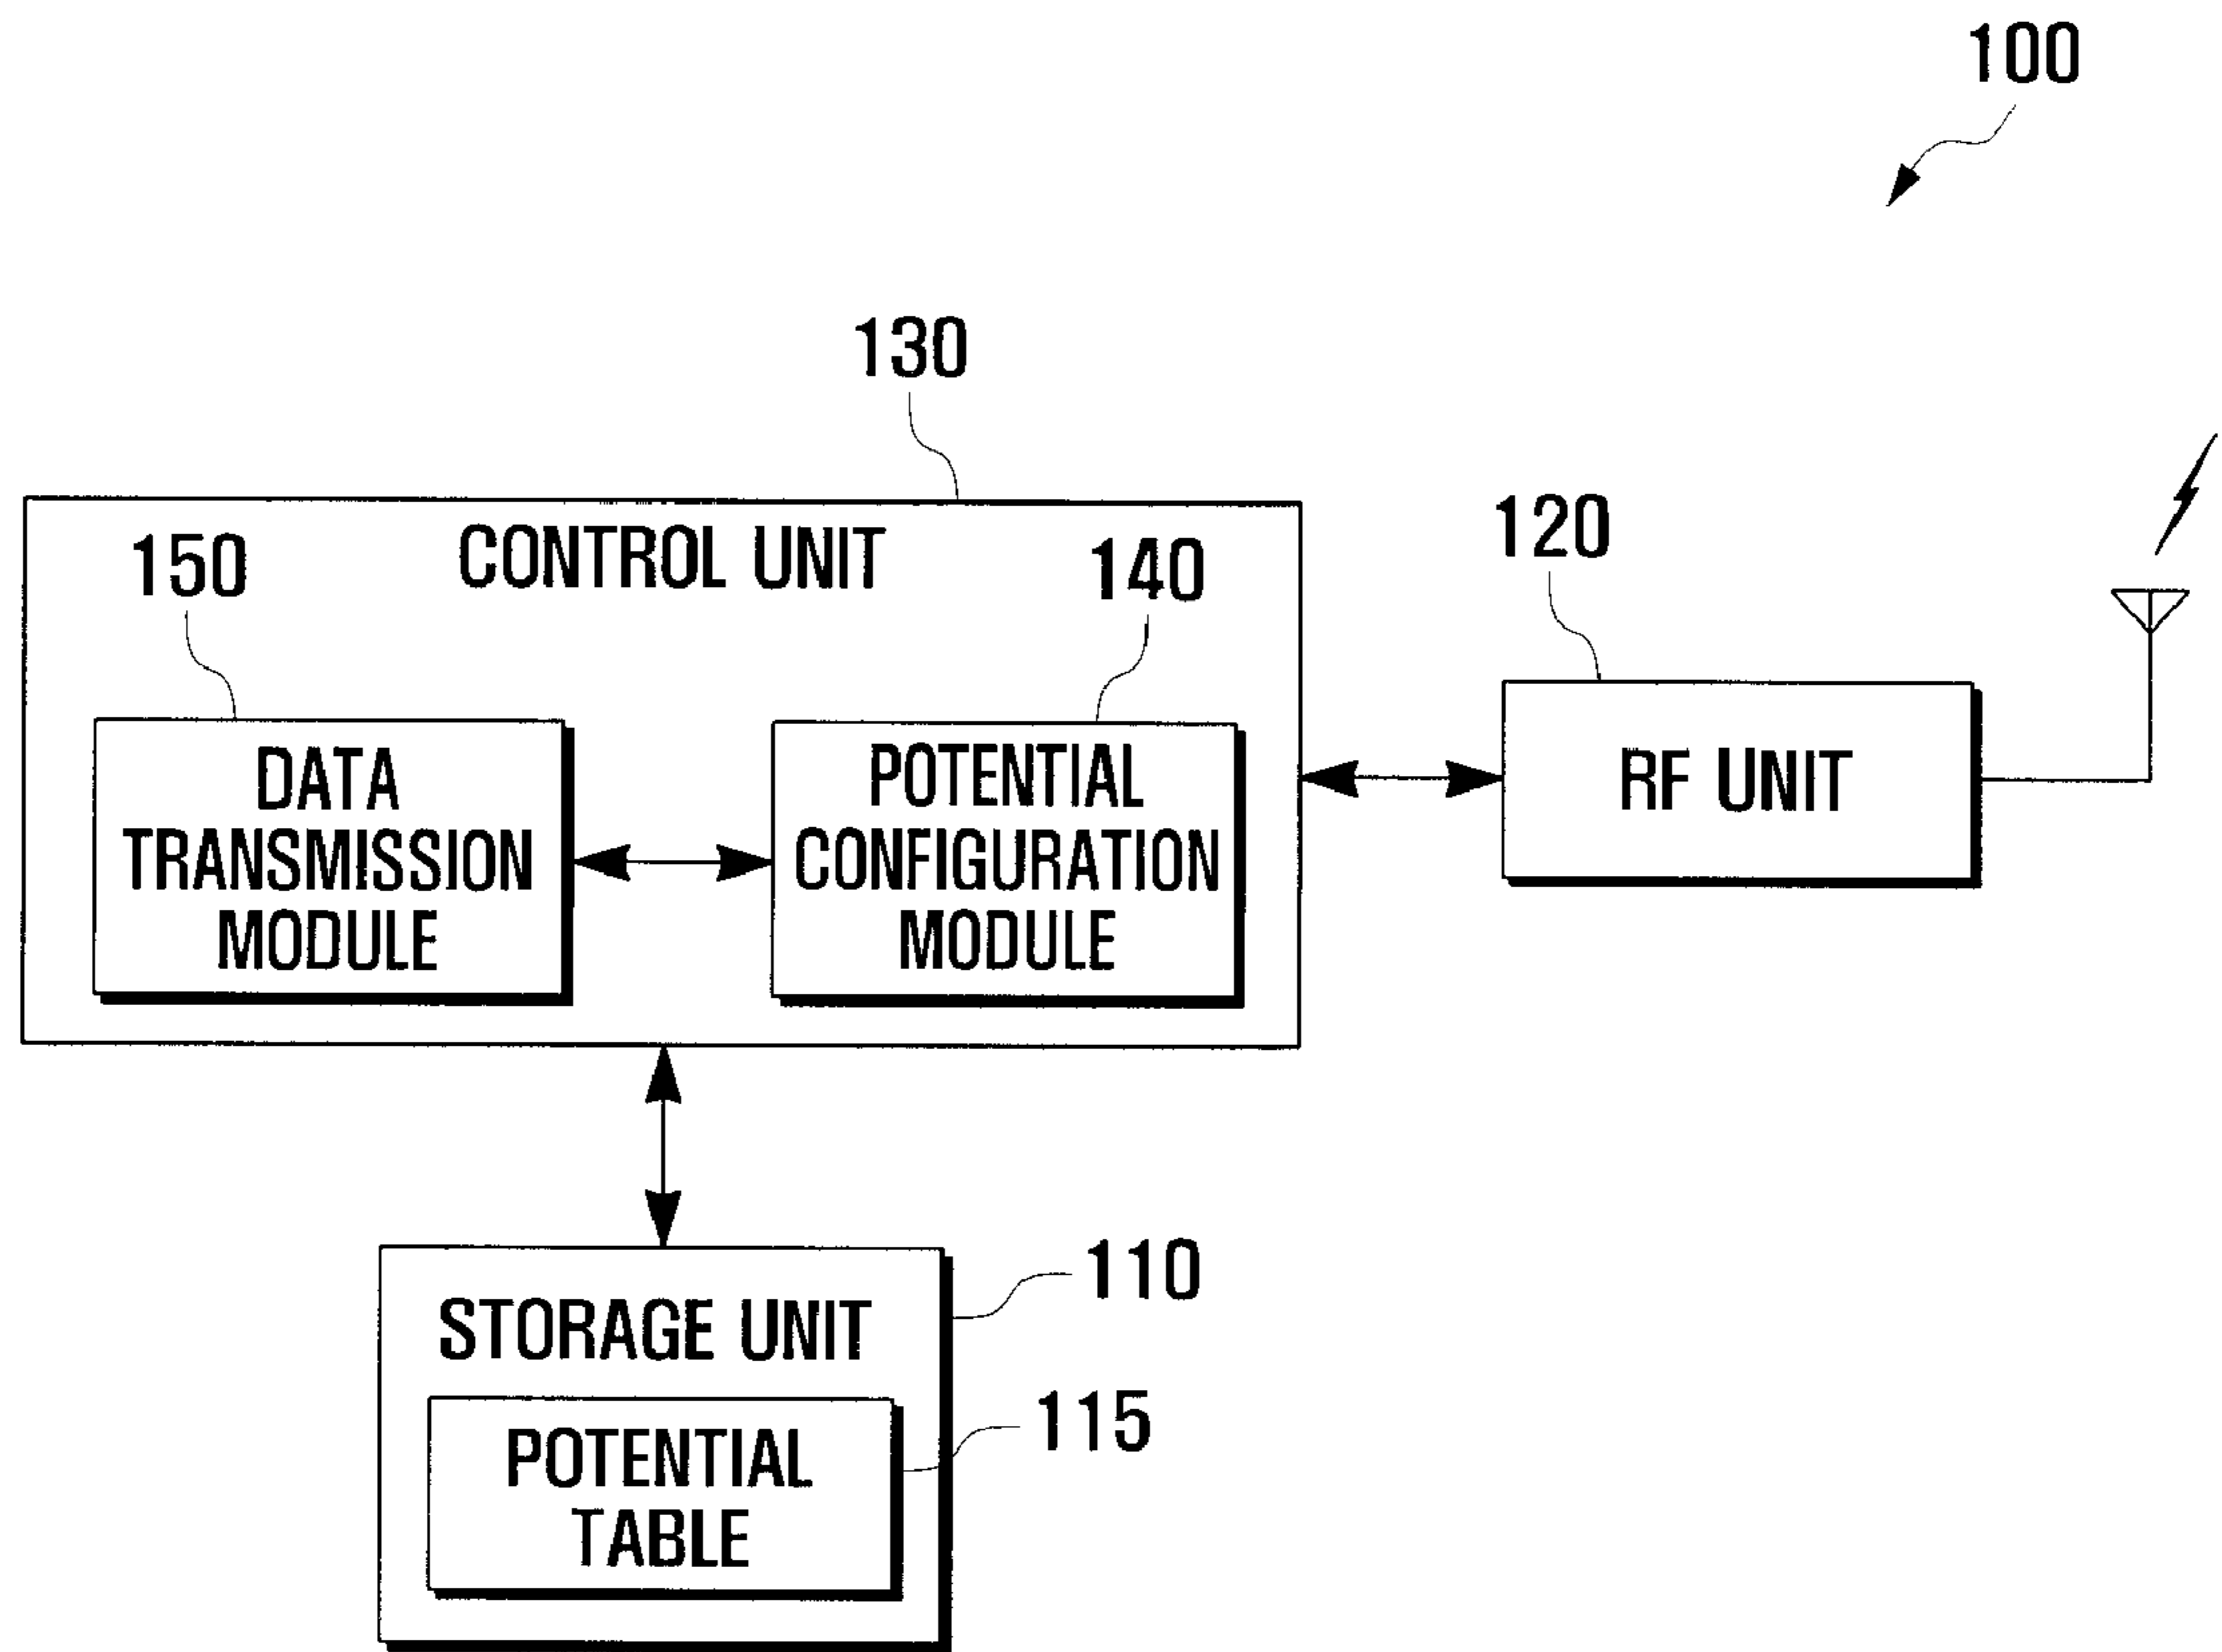 100
130
CONTROL UNIT
150
140
120
DATA
TRANSMISSION
MODULE
POTENTIAL
CONFIGURATION
MODULE
RF UNIT
110
STORAGE UNIT
115
POTENTIAL
TABLE